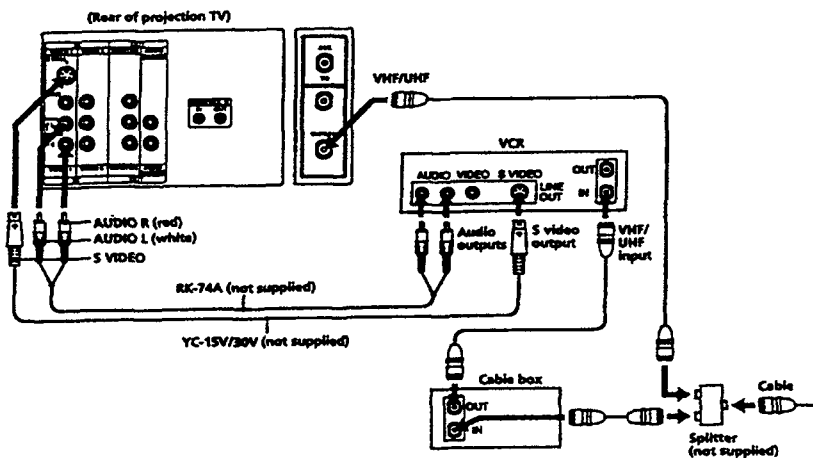 (Rear of projection TV)
VHF/UHF
VCR
AUDIO VIDEO S VIDEO
OUT
LINE OUT
IN
AUDIO R (red)
AUDIO L (white)
S VIDEO
Audio outputs
S video output
VHF/
UHF
input
RK-74A (not supplied)
YC-15V/30V (not supplied)
Cable box
OUT
IN
Cable
Splitter
(not supplied)